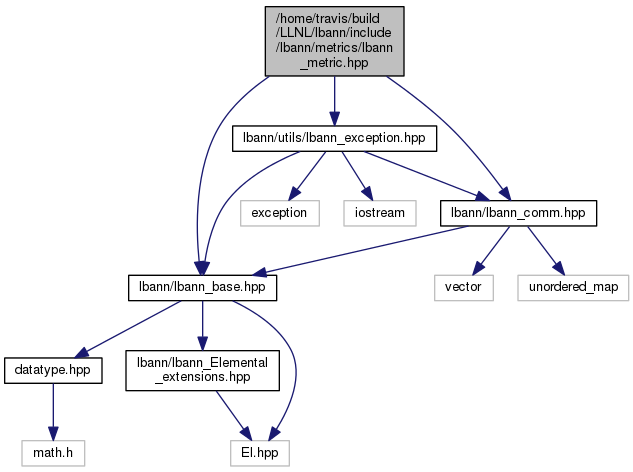 /home/travis/build
/LLNL/lbann/include
/lbann/metrics/lbann
_metric.hpp
lbann/utils/lbann_exception.hpp
exception
iostream
lbann/lbann_comm.hpp
lbann/lbann_base.hpp
vector
unordered_map
datatype.hpp
lbann/lbann_Elemental
_extensions.hpp
math.h
El.hpp